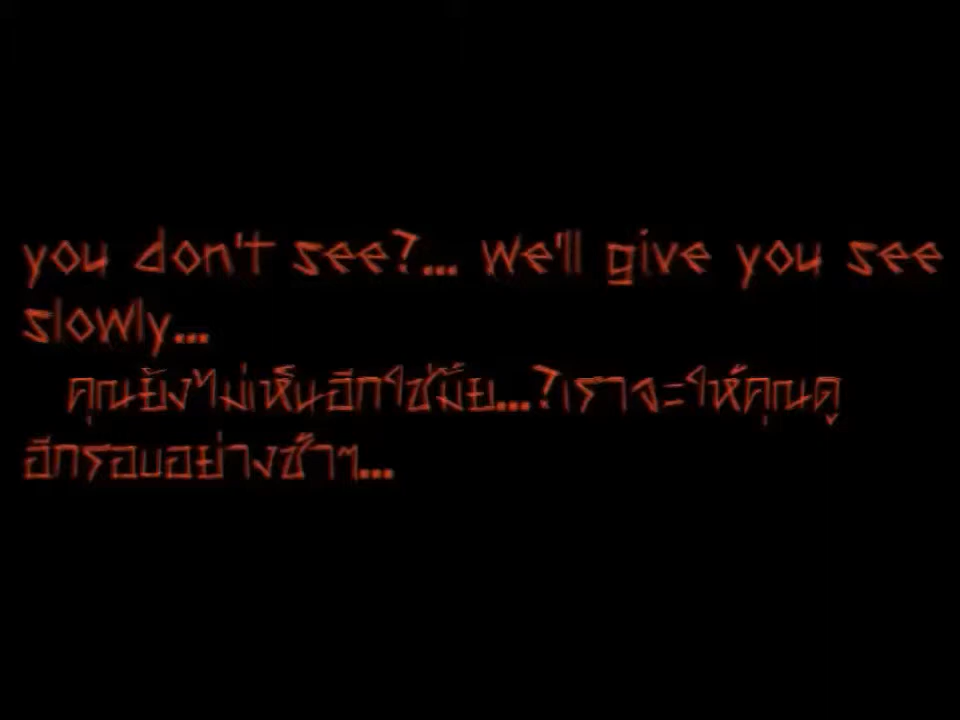 you don't see?... we'll give you see
slowly...
คุณยังไม่เห็นอีกใช่มั้ย...?เราจะให้คุณดู
อีกรอบอย่างช้าๆ...